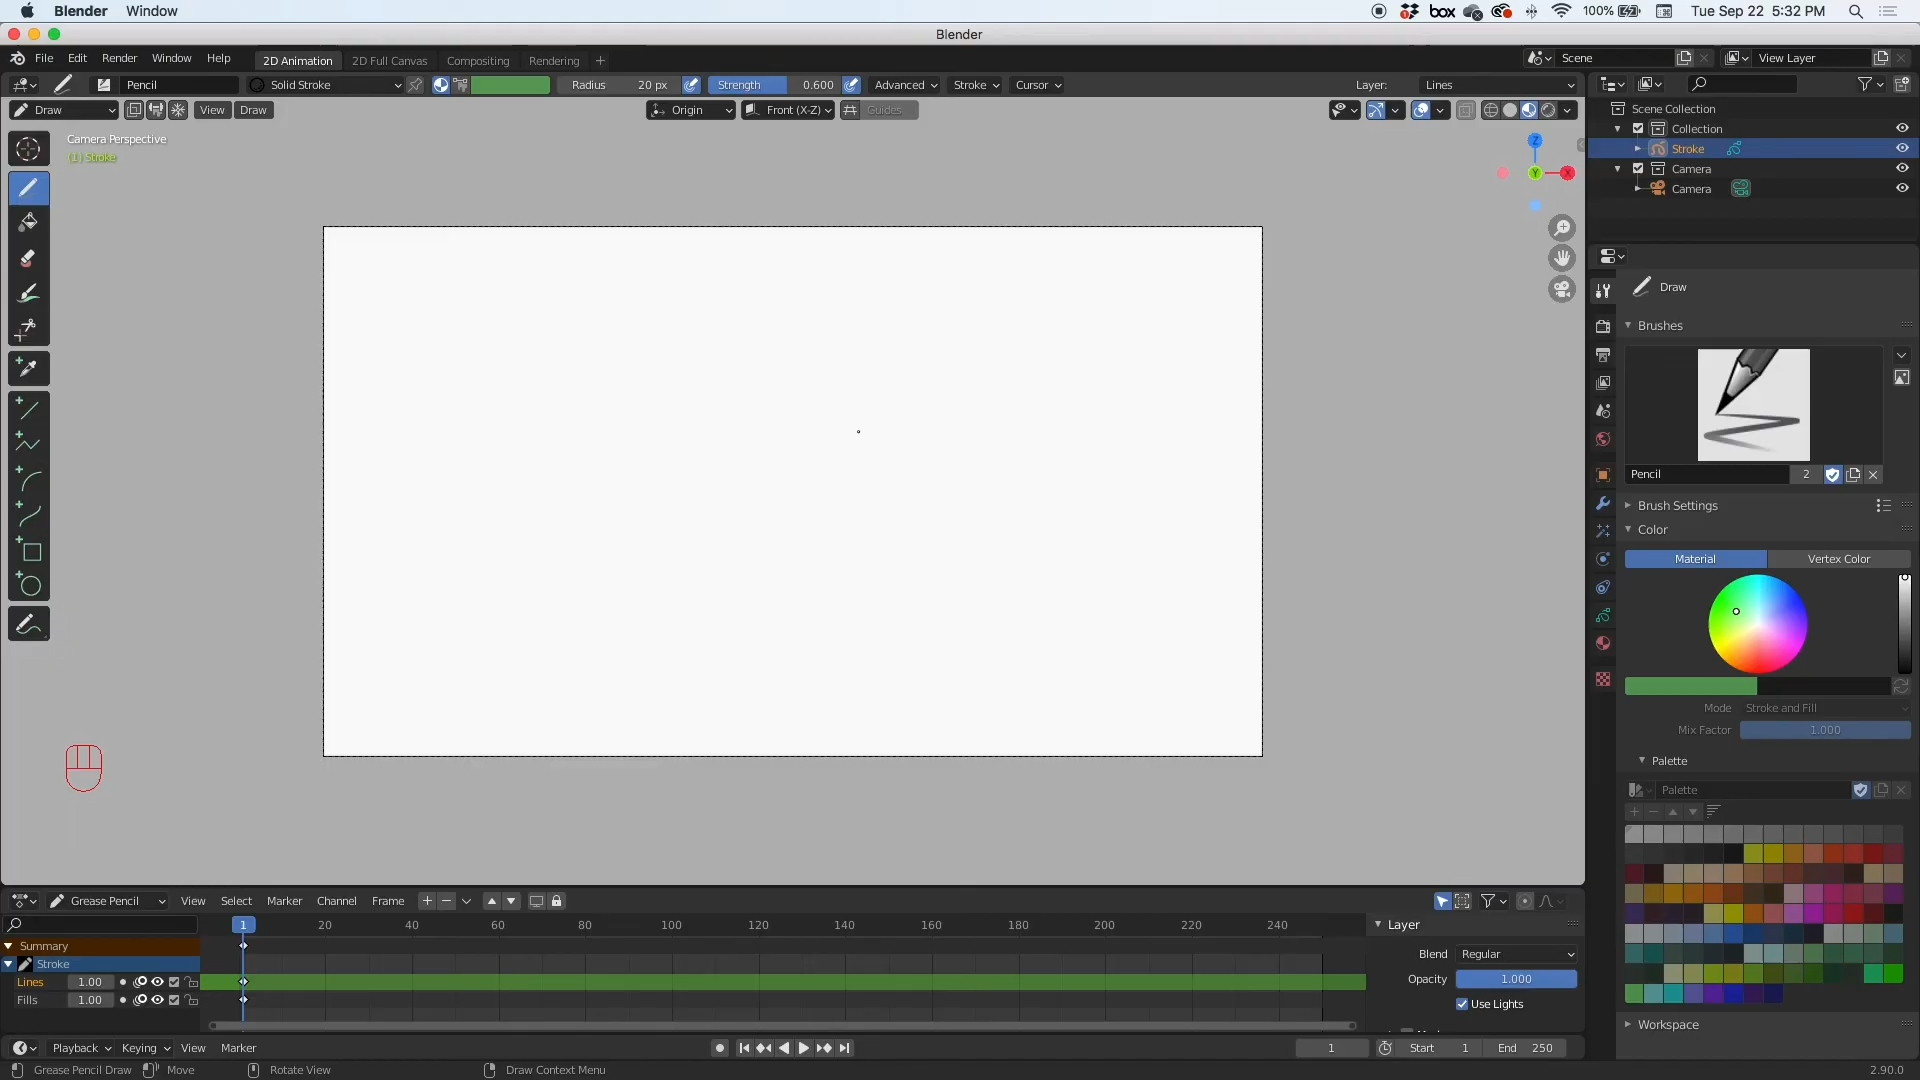 Blender Window
box 100% Tue Sep 22 5:32 PM
Blender
File Edit Render Window Help 2D Animation 2D Full Canvas Compositing Rendering + Scene View Layer
Pencil Solid Stroke Radius 20 px Strength 0.600 Advanced Stroke Cursor Layer: Lines
Draw View Draw Origin Front (X-Z) Guides
Camera Perspective
(1) Stroke
Z
Y X
Scene Collection
Collection
Stroke
Camera
Camera
Draw
Brushes
Pencil 2
Brush Settings
Color
Material Vertex Color
Mode Stroke and Fill
Mix Factor 1.000
Palette
Palette
Workspace
Grease Pencil View Select Marker Channel Frame
1 20 40 60 80 100 120 140 160 180 200 220 240
Summary
Stroke
Lines 1.00
Fills 1.00
Layer
Blend Regular
Opacity 1.000
Use Lights
Playback Keying View Marker 1 Start 1 End 250
Grease Pencil Draw Move Rotate View Draw Context Menu 2.90.0